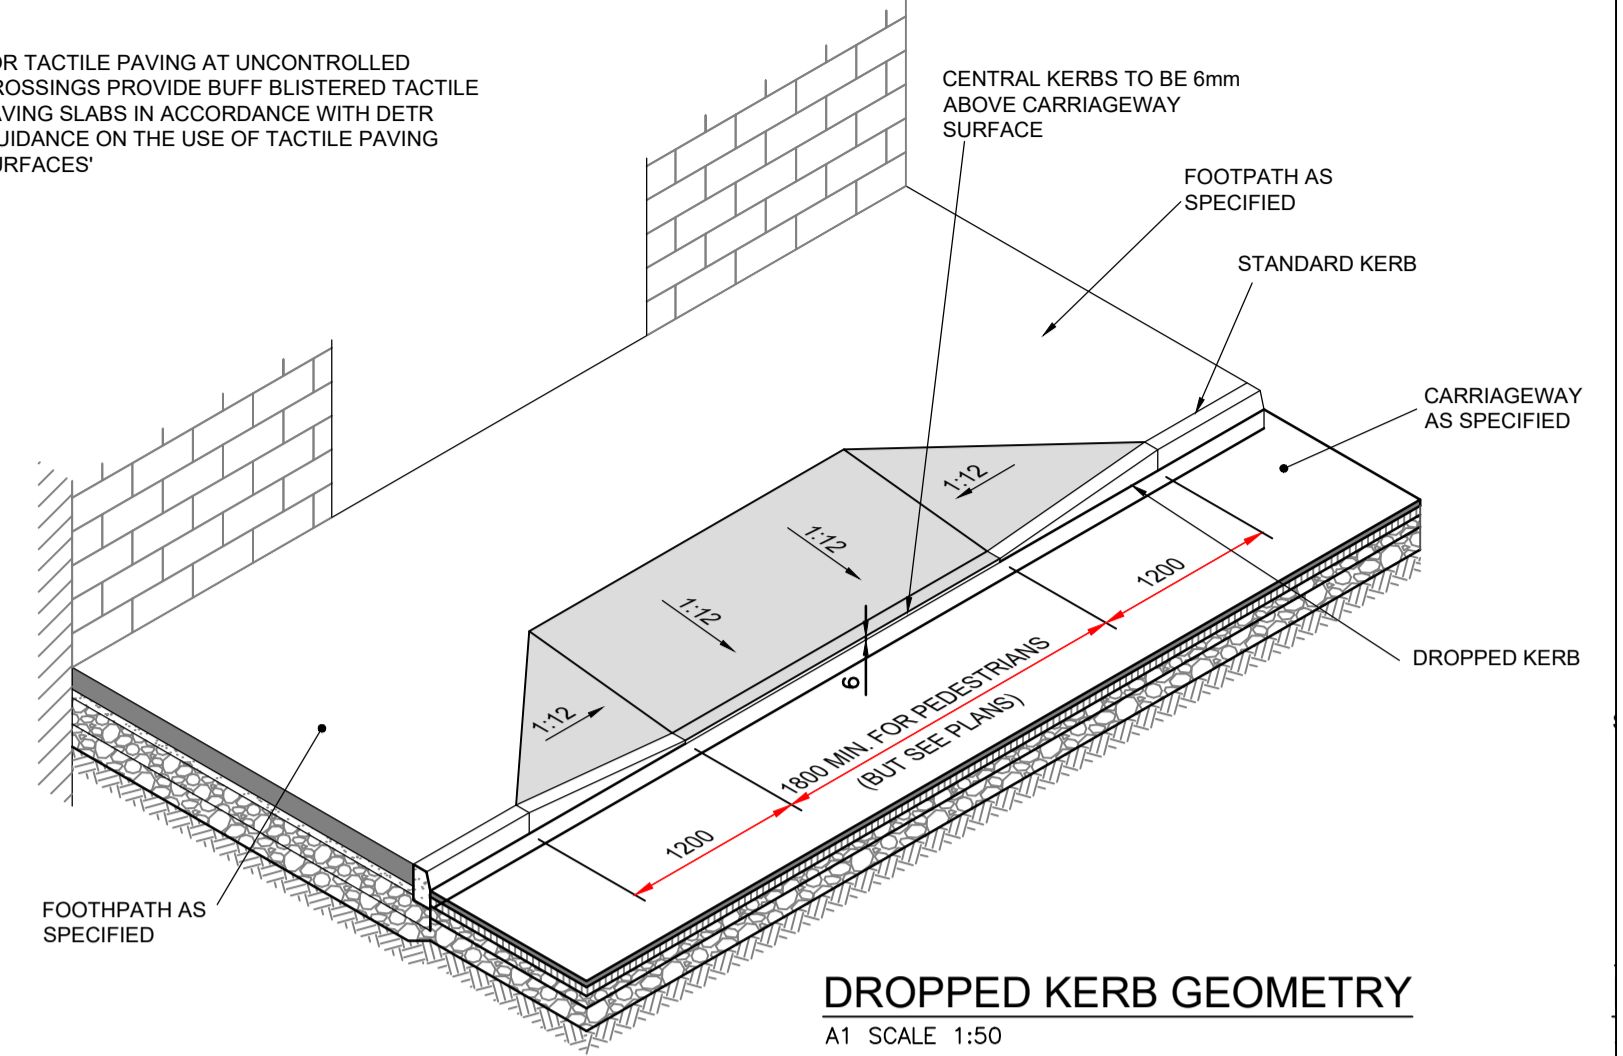 OR TACTILE PAVING AT UNCONTROLLED
ROSSINGS PROVIDE BUFF BLISTERED TACTILE
AVING SLABS IN ACCORDANCE WITH DETR
UIDANCE ON THE USE OF TACTILE PAVING
URFACES'
CENTRAL KERBS TO BE 6mm
ABOVE CARRIAGEWAY
SURFACE
FOOTPATH AS
SPECIFIED
STANDARD KERB
CARRIAGEWAY
AS SPECIFIED
1:12
1:12
1:12
1:12
1200
6
1800 MIN. FOR PEDESTRIANS
(BUT SEE PLANS)
DROPPED KERB
1200
FOOTHPATH AS
SPECIFIED
DROPPED KERB GEOMETRY
A1 SCALE 1:50